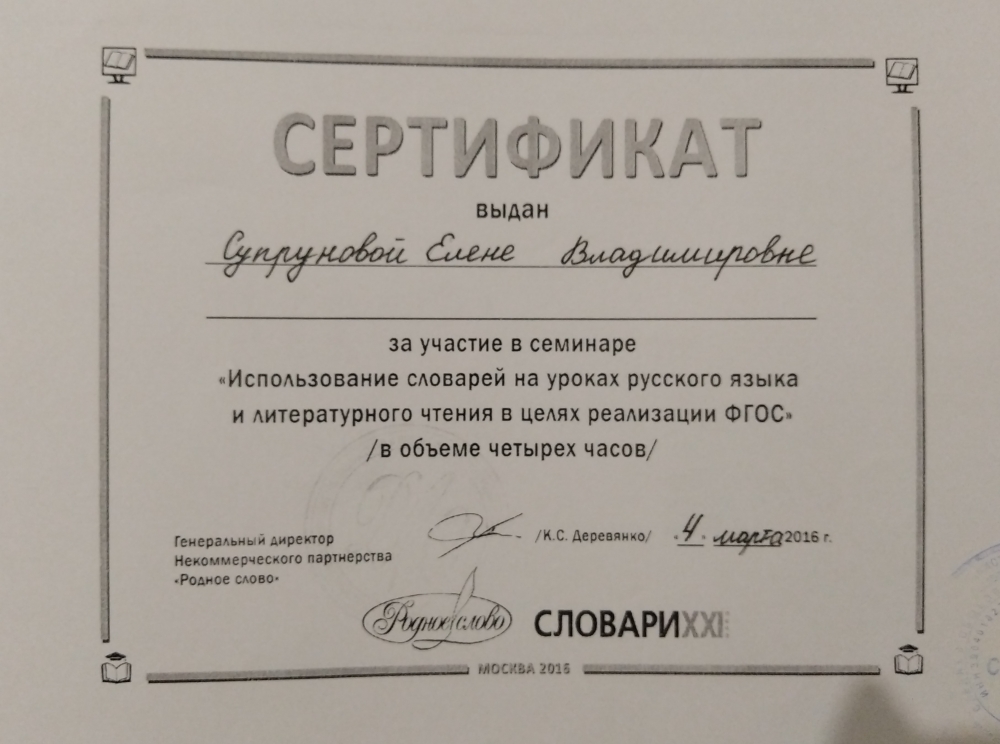 СЕРТИФИКАТ
выдан
Супруновой Елене Владимировне
за участие в семинаре
«Использование словарей на уроках русского языка
и литературного чтения в целях реализации ФГОС»
/в объеме четырех часов/
Генеральный директор
Некоммерческого партнерства
«Родное слово»
/К.С. Деревянко/ «4» марта 2016 г.
Родное слово СЛОВАРИ XXI
МОСКВА 2016